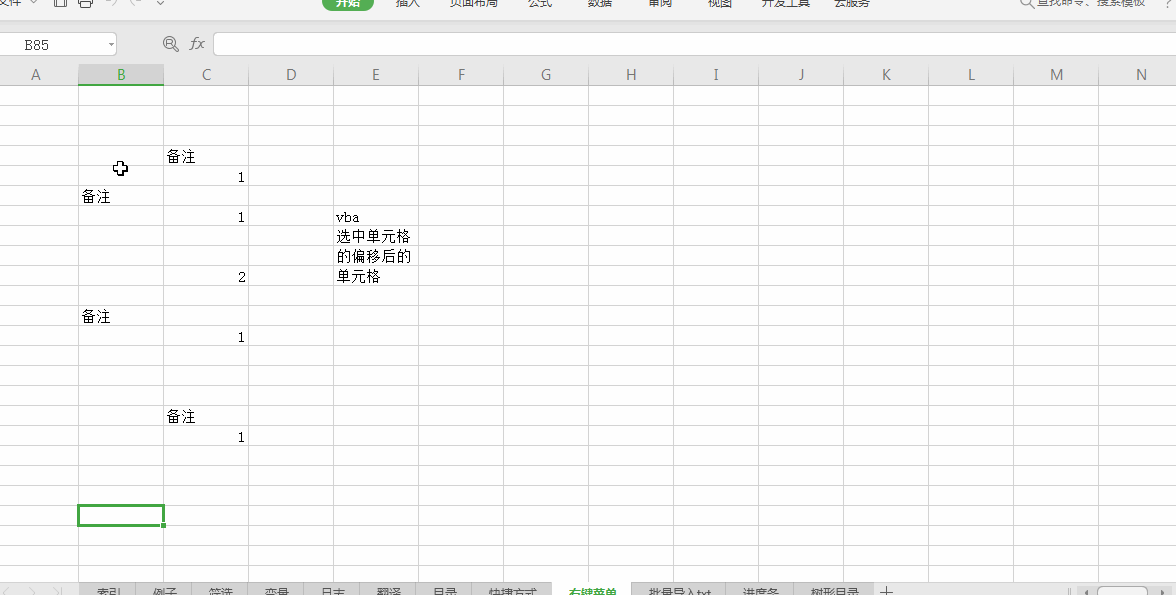 文件
开始 插入 页面布局 公式 数据 审阅 视图 开发工具 云服务 查找命令、搜索模板
B85 fx
A B C D E F G H I J K L M N
备注
1
备注
1 vba
选中单元格
的偏移后的
2 单元格
备注
1
备注
1
索引 例子 筛选 变量 日志 翻译 目录 快捷方式 右键菜单 批量导入txt 进度条 树形目录